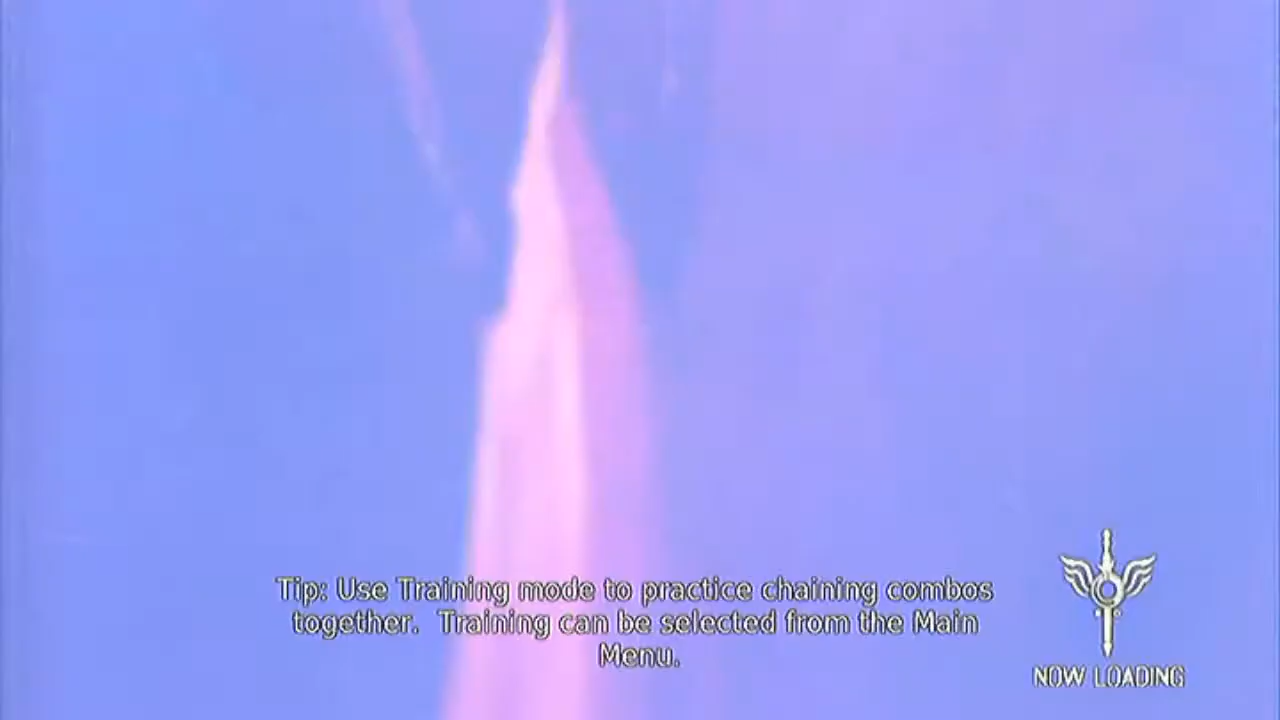 Tip: Use Training mode to practice chaining combos
together.  Training can be selected from the Main
Menu.
NOW LOADING